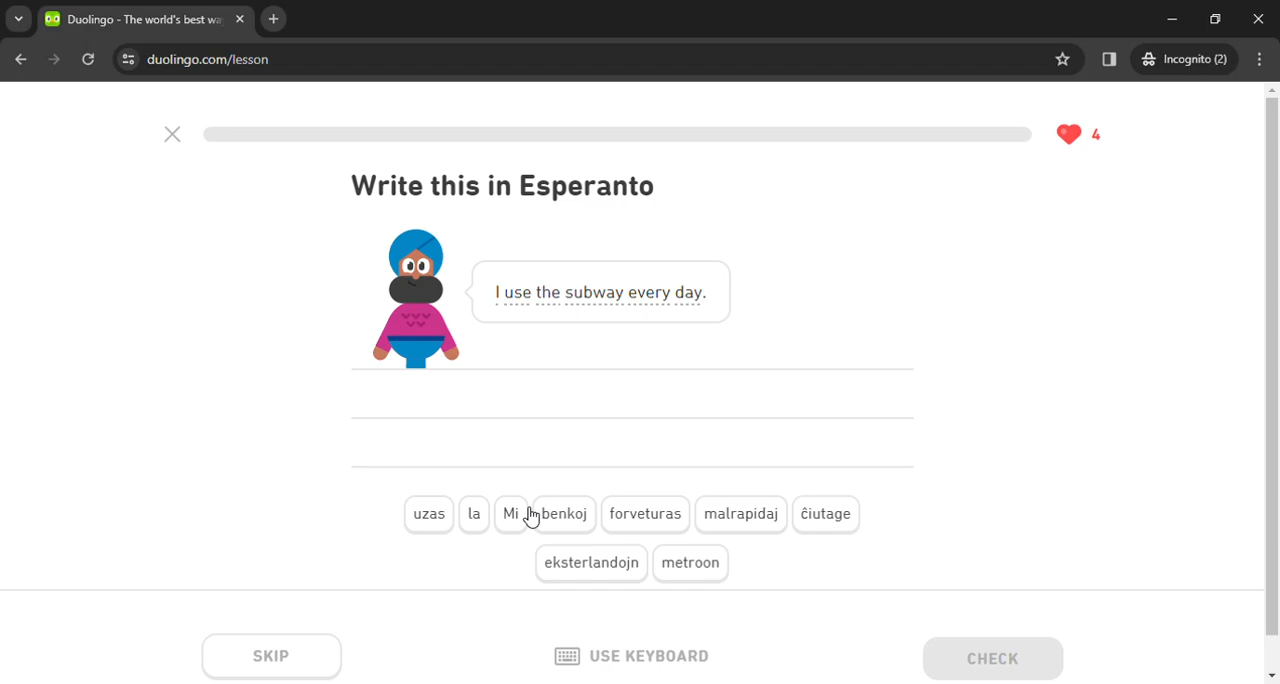 Duolingo - The world's best wa
duolingo.com/lesson
Incognito (2)
4
Write this in Esperanto
I use the subway every day.
uzas la Mi benkoj forveturas malrapidaj ĉiutage
eksterlandojn metroon
SKIP
USE KEYBOARD
CHECK